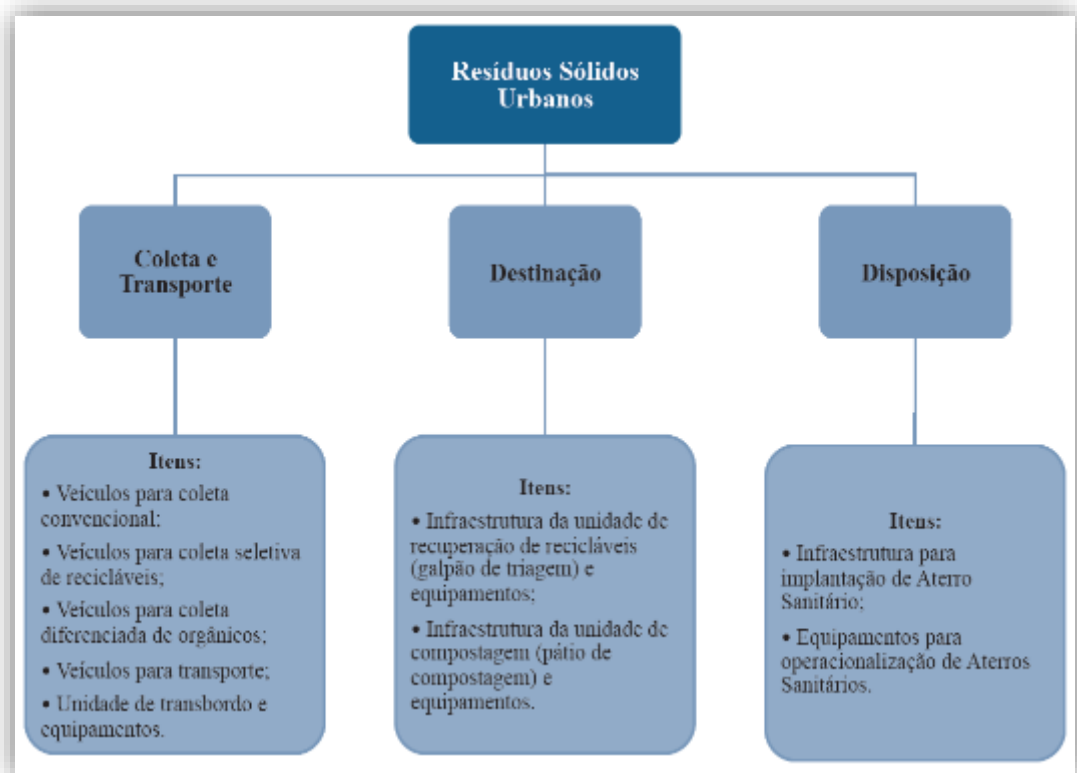 Resíduos Sólidos
Urbanos
Coleta e
Transporte
Destinação
Disposição
Itens:
• Veículos para coleta
convencional;
• Veículos para coleta seletiva
de recicláveis;
• Veículos para coleta
diferenciada de orgânicos;
• Veículos para transporte;
• Unidade de transbordo e
equipamentos.
Itens:
• Infraestrutura da unidade de
recuperação de recicláveis
(galpão de triagem) e
equipamentos;
• Infraestrutura da unidade de
compostagem (pátio de
compostagem) e
equipamentos.
Itens:
• Infraestrutura para
implantação de Aterro
Sanitário;
• Equipamentos para
operacionalização de Aterros
Sanitários.